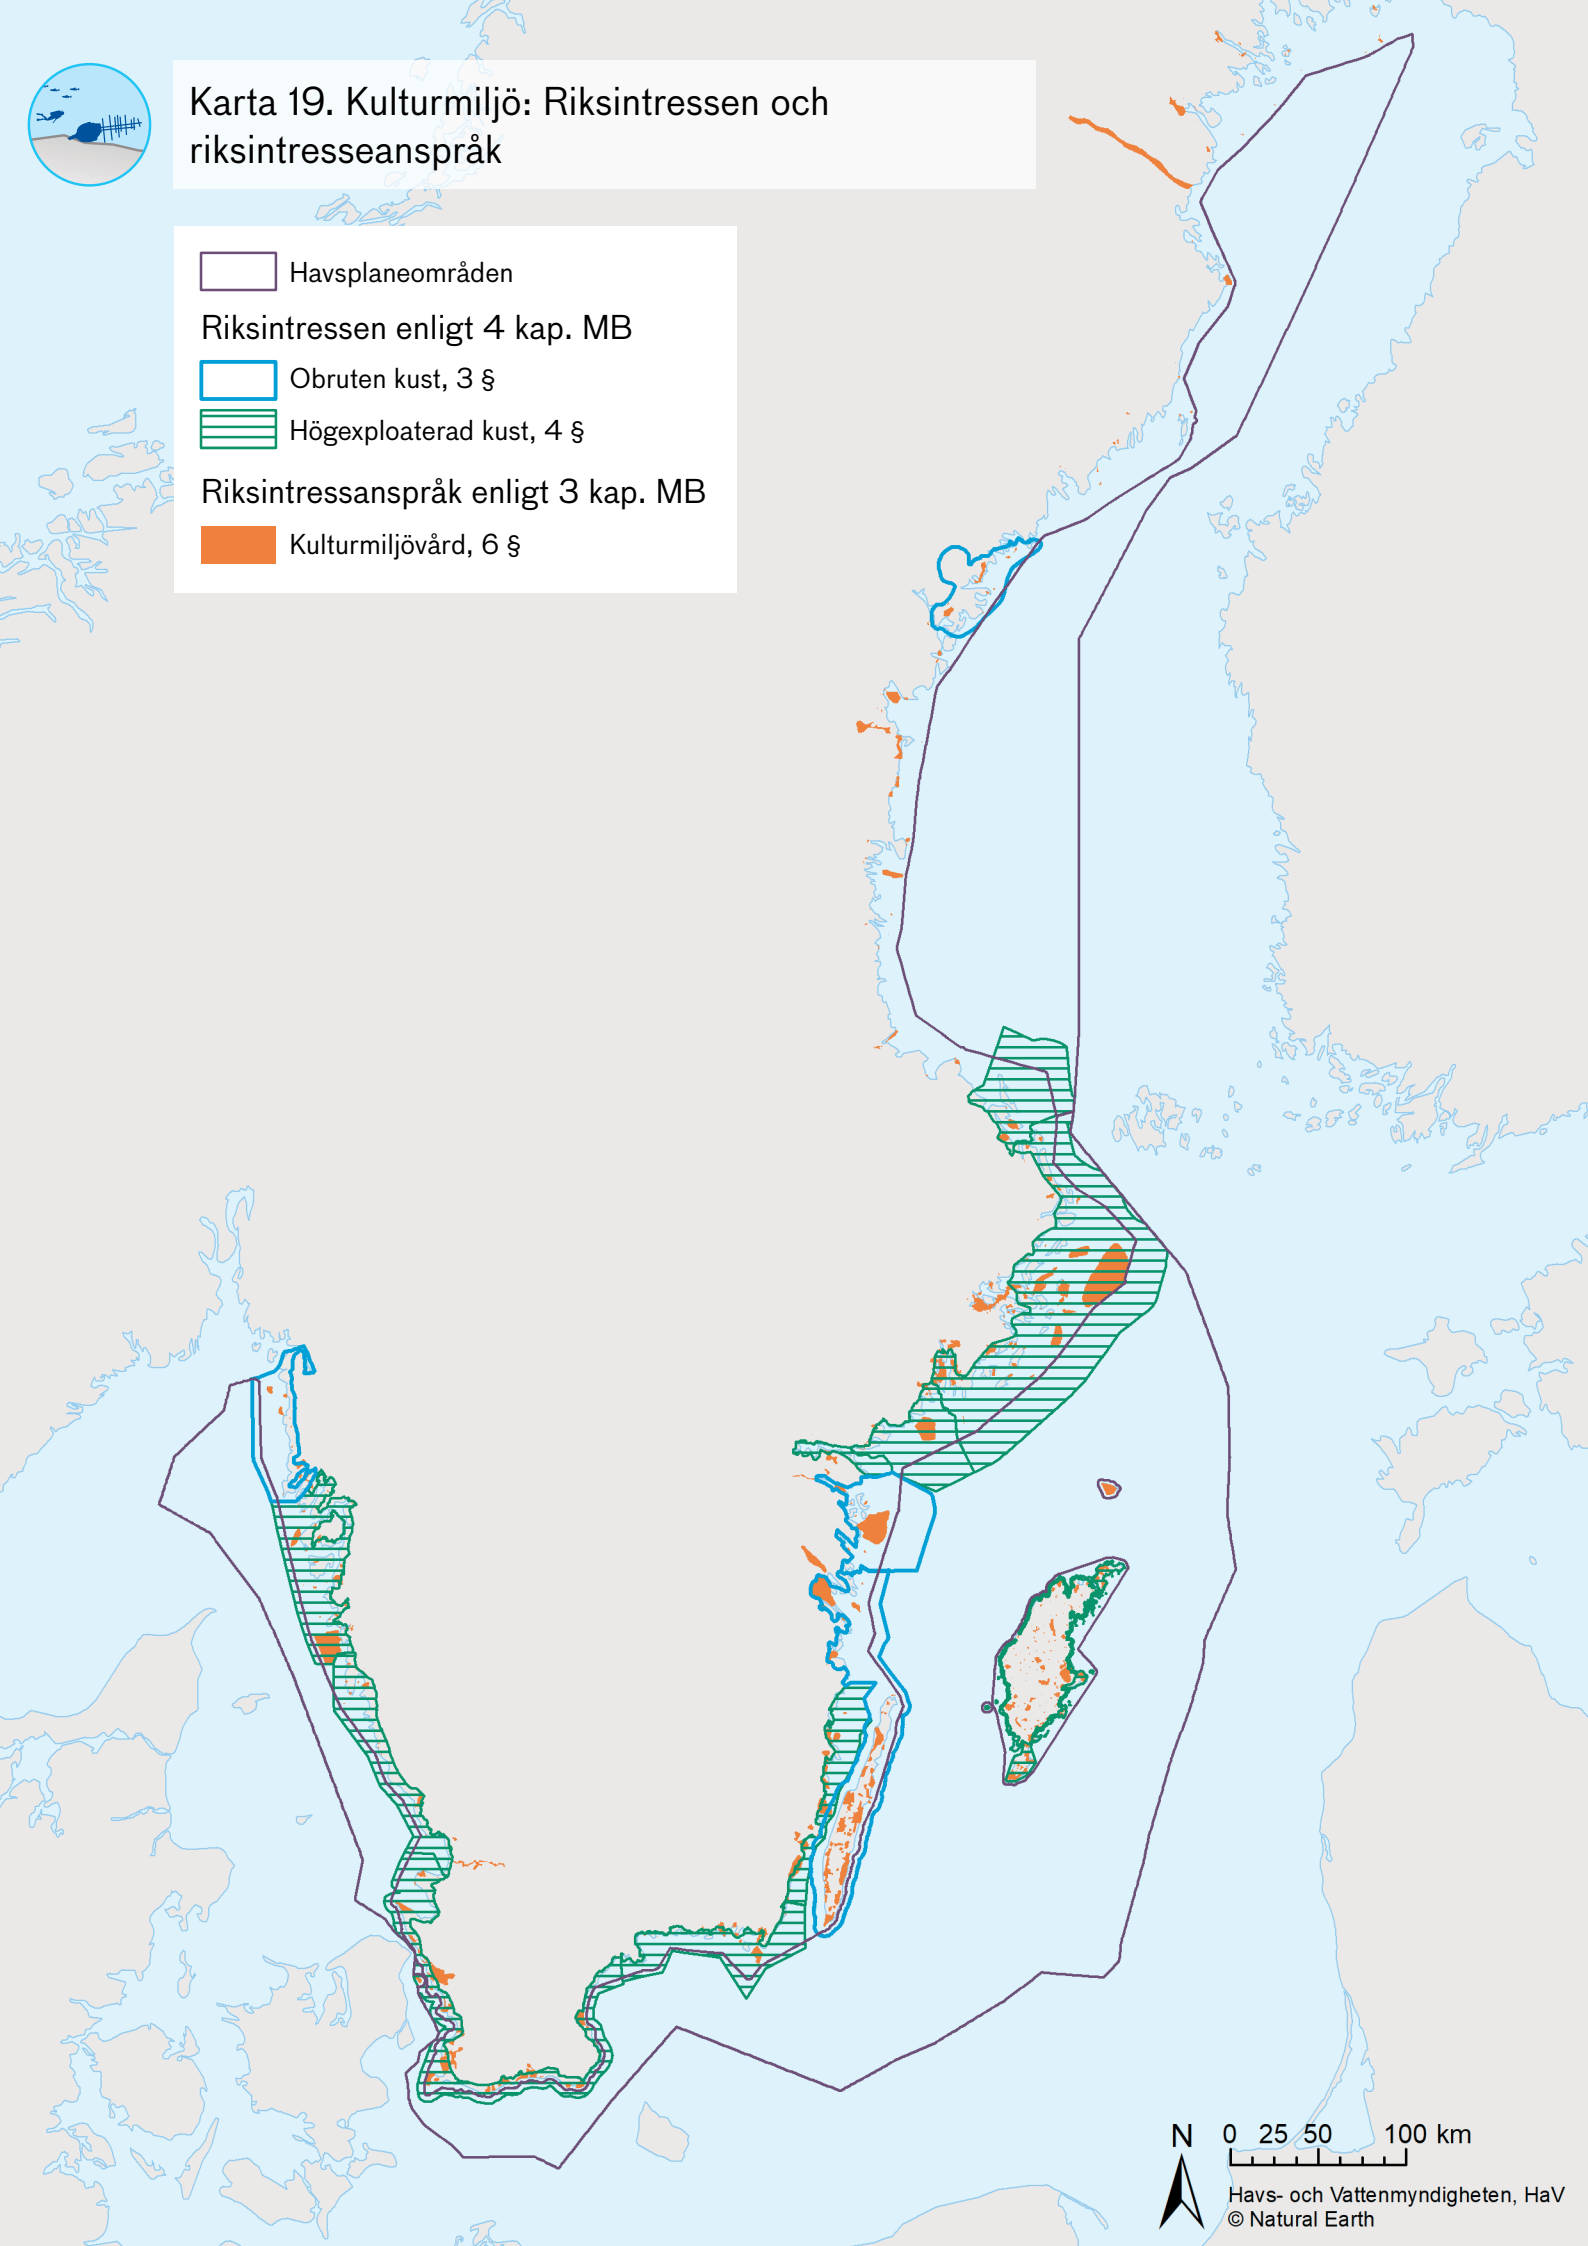 Karta 19. Kulturmiljö: Riksintressen och
riksintresseanspråk
Havsplaneområden
Riksintressen enligt 4 kap. MB
Obruten kust, 3 §
Högexploaterad kust, 4 §
Riksintressanspråk enligt 3 kap. MB
Kulturmiljövård, 6 §
N 0 25 50 100 km
Havs- och Vattenmyndigheten, HaV
© Natural Earth